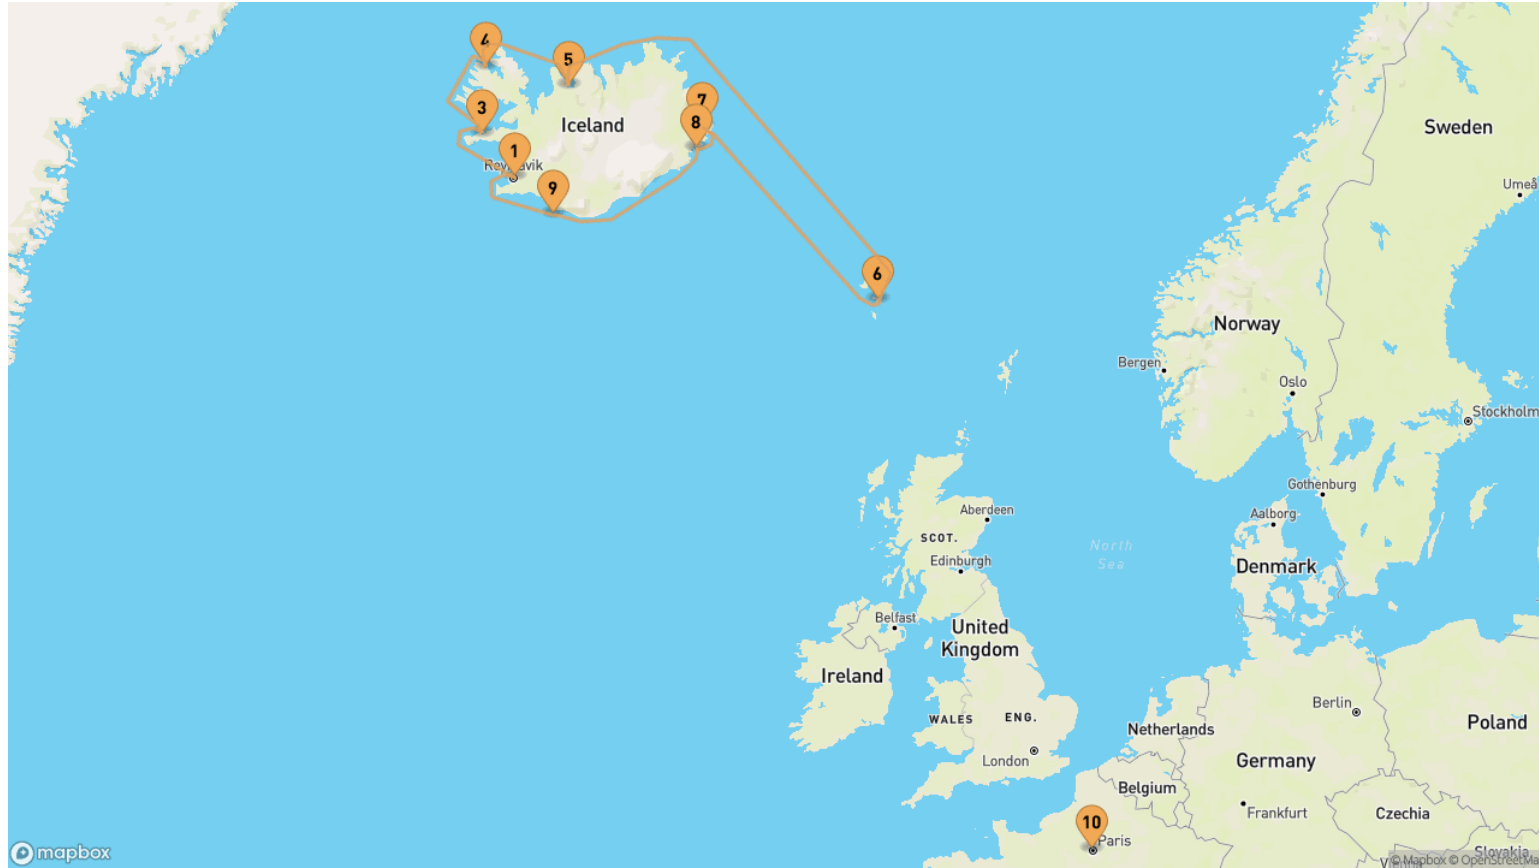 4
5
3
7
8
Iceland
Sweden
1
Reykjavik
9
Umeå
6
Norway
Bergen
Oslo
Stockholm
Gothenburg
Aberdeen
Aalborg
SCOT.
North
Sea
Edinburgh
Denmark
Belfast
United
Kingdom
Ireland
Berlin
WALES
ENG.
Netherlands
Poland
London
Germany
Belgium
Frankfurt
Czechia
10
Paris
mapbox
© Mapbox © OpenStreetMa
Slovakia